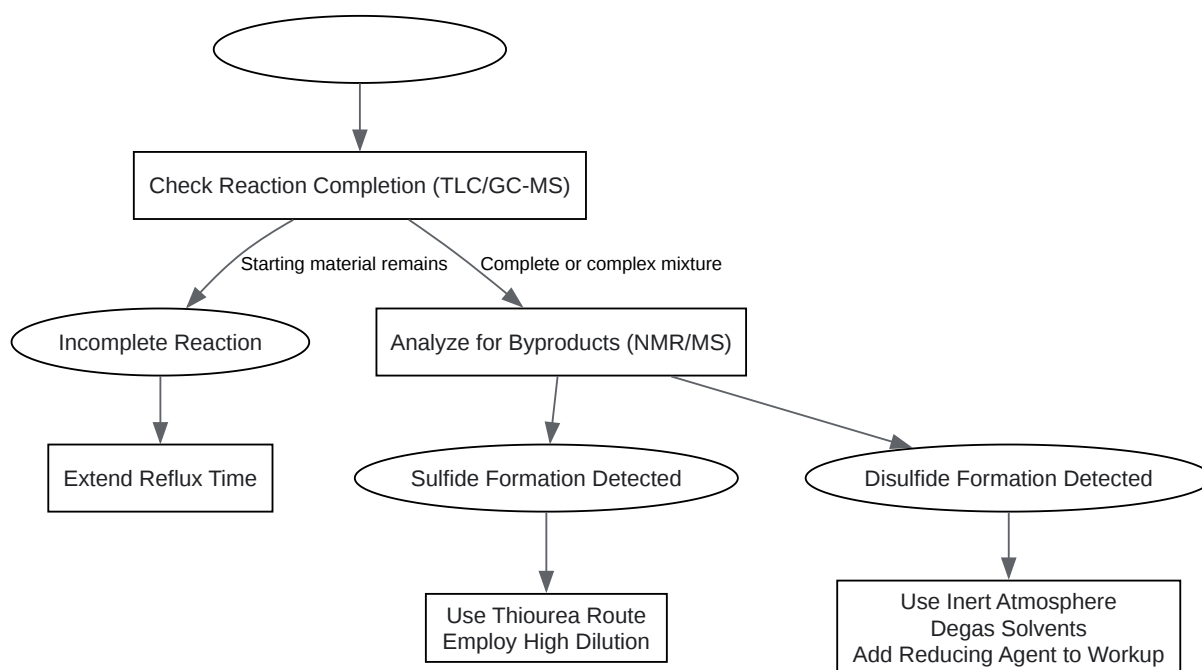 Check Reaction Completion (TLC/GC-MS)
Starting material remains
Complete or complex mixture
Incomplete Reaction
Analyze for Byproducts (NMR/MS)
Extend Reflux Time
Sulfide Formation Detected
Disulfide Formation Detected
Use Thiourea Route
Employ High Dilution
Use Inert Atmosphere
Degas Solvents
Add Reducing Agent to Workup